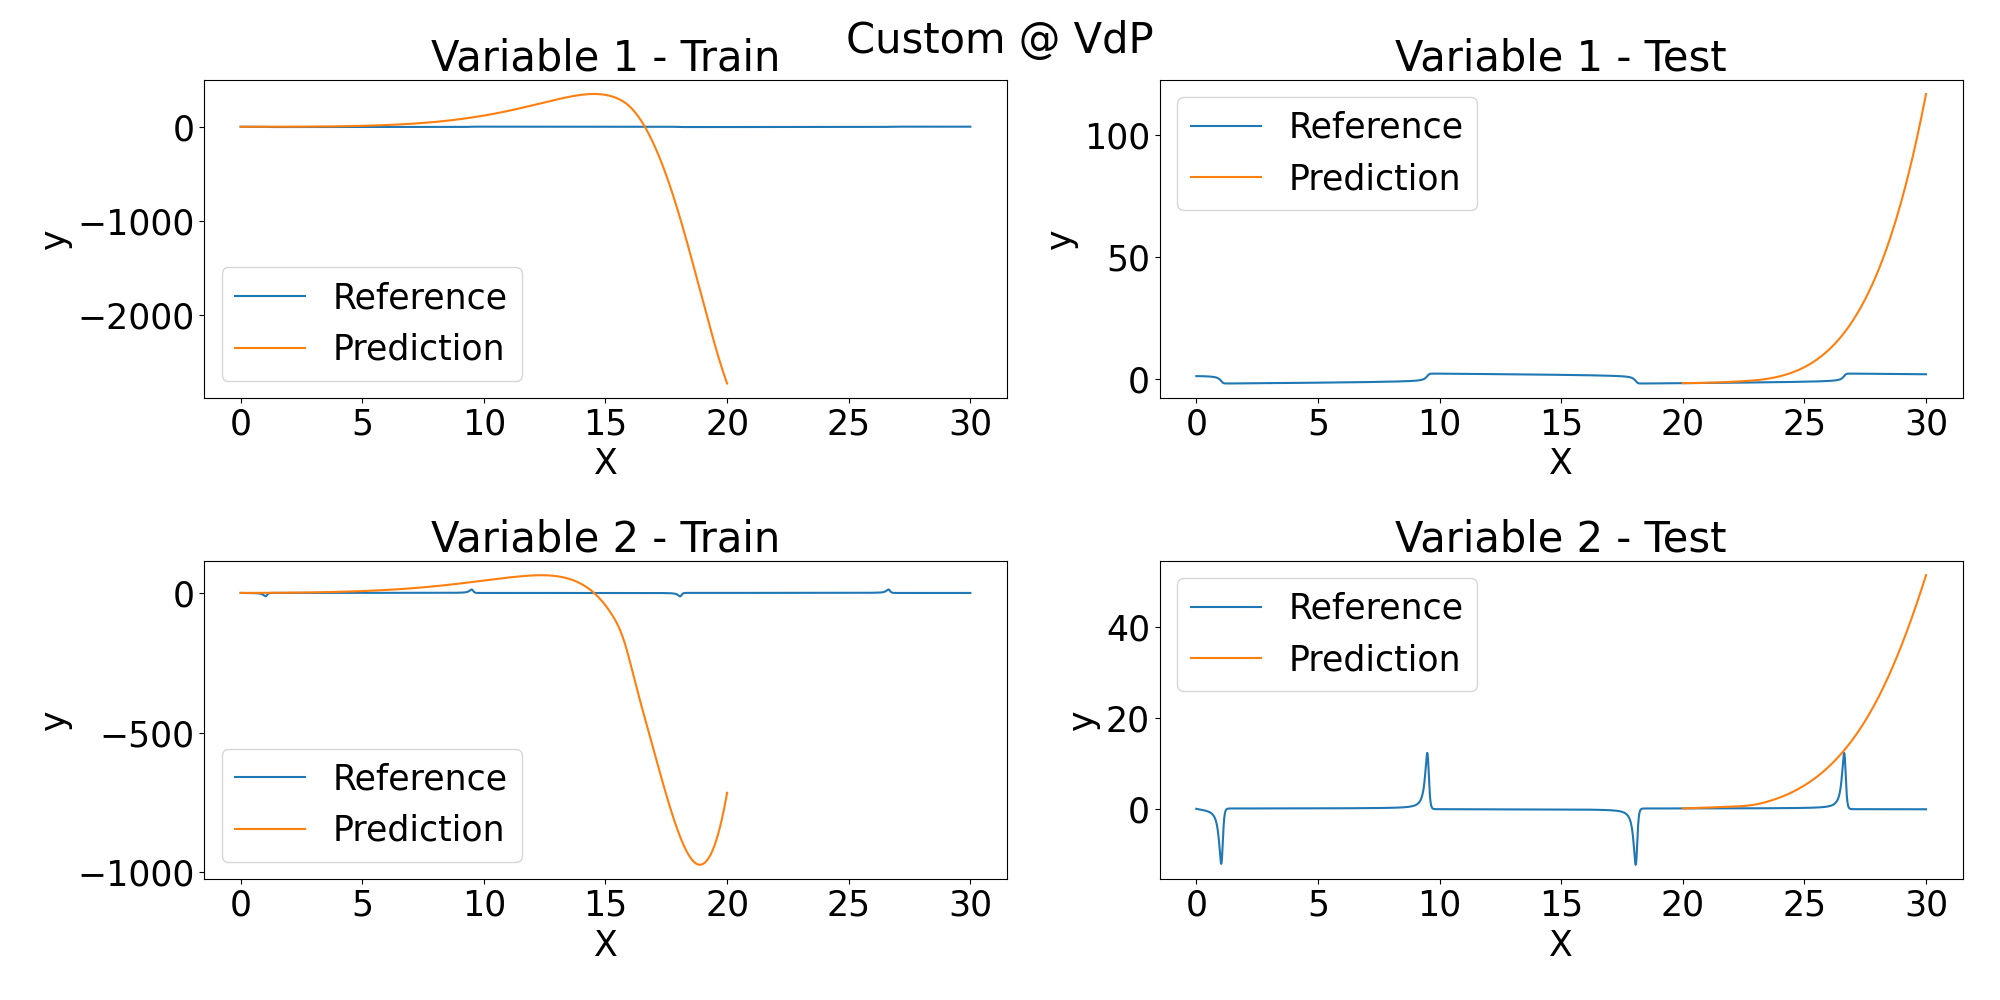 Custom @ VdP
Variable 1 - Train
0
−1000
−2000
y
Reference
Prediction
0 5 10 15 20 25 30
X
Variable 1 - Test
100
50
0
y
Reference
Prediction
0 5 10 15 20 25 30
X
Variable 2 - Train
0
−500
−1000
y
Reference
Prediction
0 5 10 15 20 25 30
X
Variable 2 - Test
40
20
0
y
Reference
Prediction
0 5 10 15 20 25 30
X